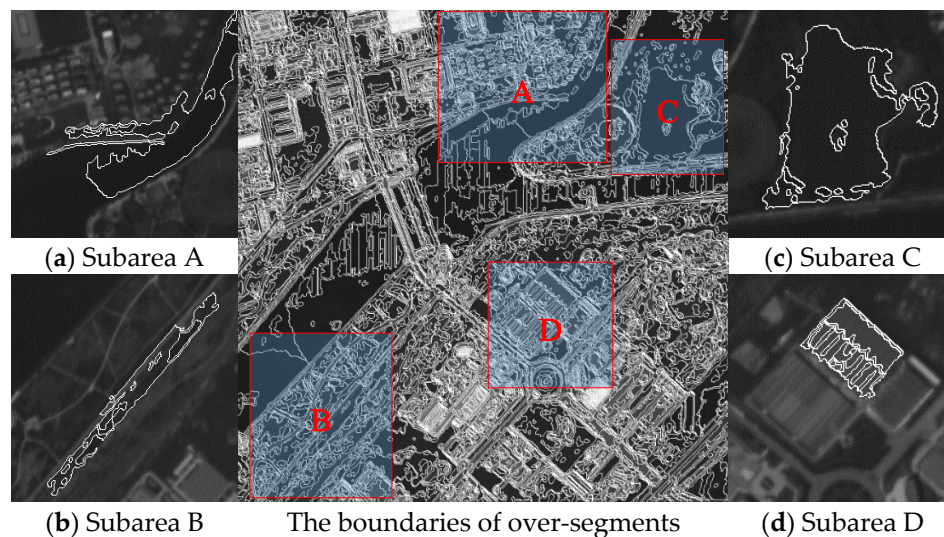 A
C
(a) Subarea A
(c) Subarea C
D
B
(b) Subarea B
The boundaries of over-segments
(d) Subarea D